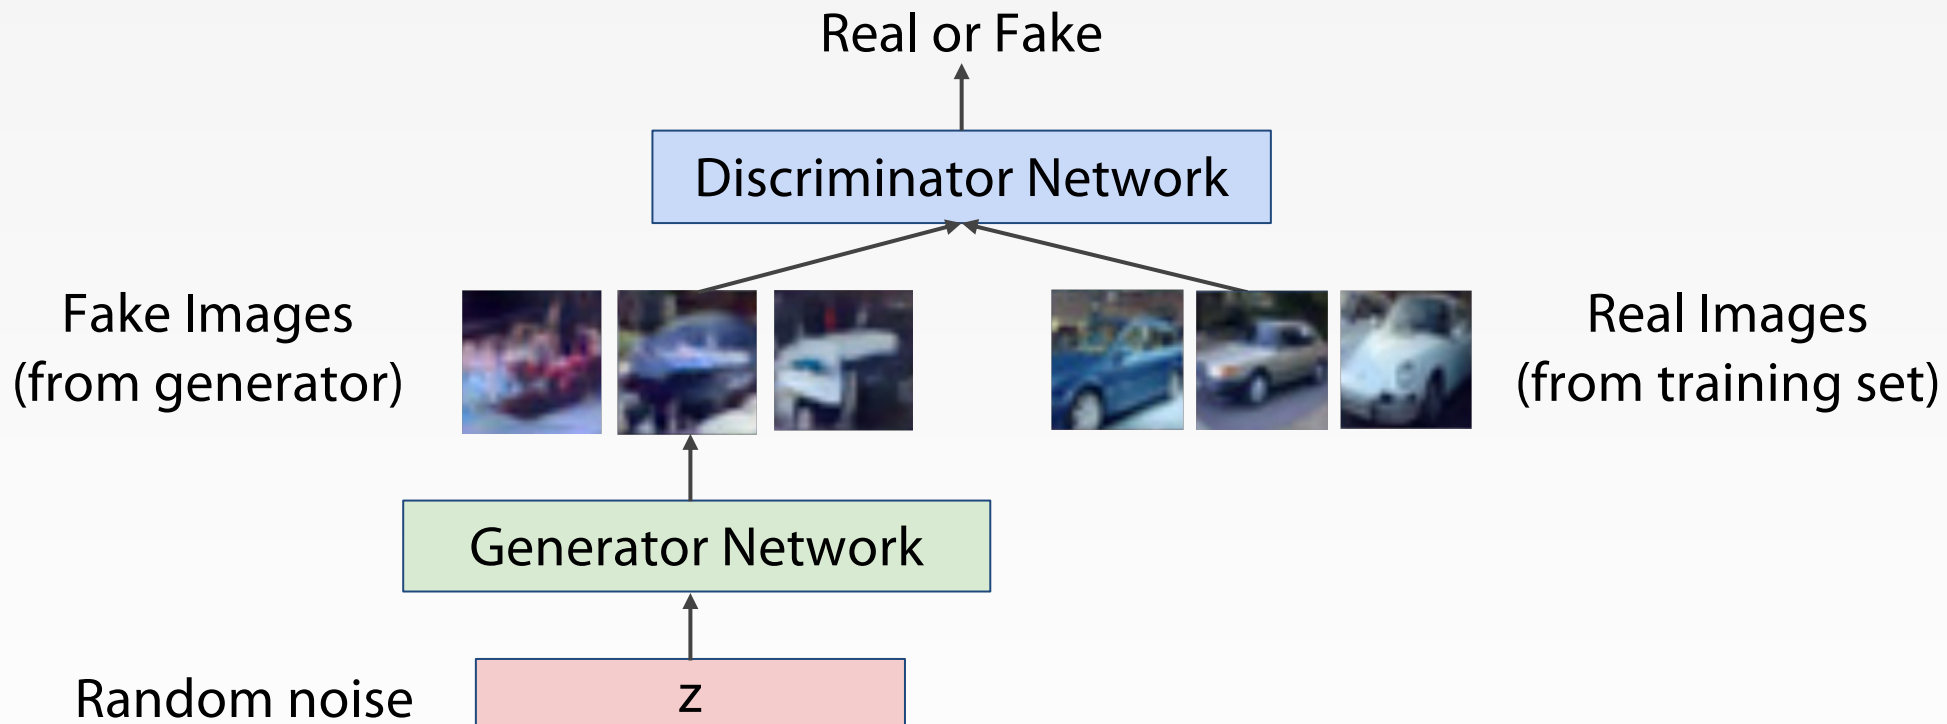 Real or Fake
Discriminator Network
Fake Images
(from generator)
Real Images
(from training set)
Generator Network
Random noise
z